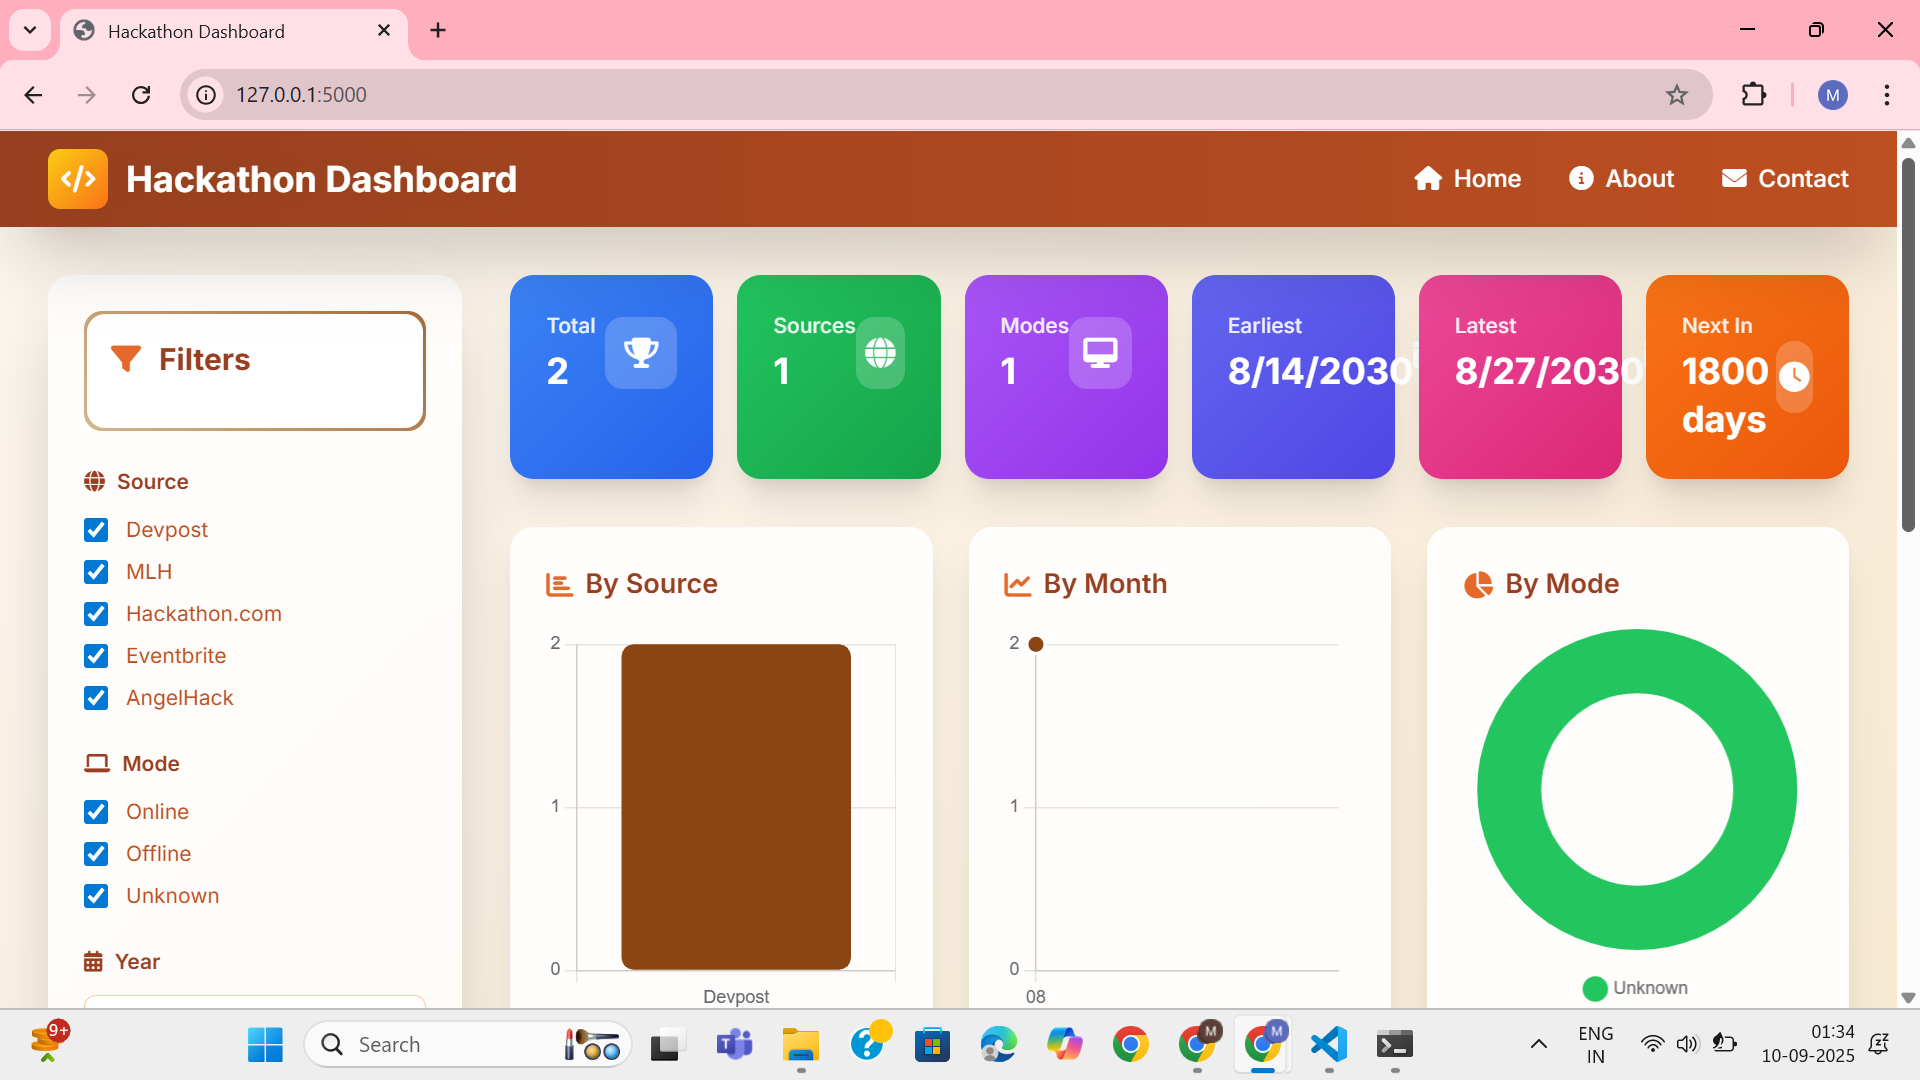 Hackathon Dashboard
127.0.0.1:5000
</> Hackathon Dashboard
Home About Contact
Filters
Source
Devpost
MLH
Hackathon.com
Eventbrite
AngelHack
Mode
Online
Offline
Unknown
Year
Total
2
Sources
1
Modes
1
Earliest
8/14/2030
Latest
8/27/2030
Next In
1800
days
By Source
2
1
0
Devpost
By Month
2
1
0
08
By Mode
Unknown
9+
Search
M
M
M
ENG
IN
01:34
10-09-2025